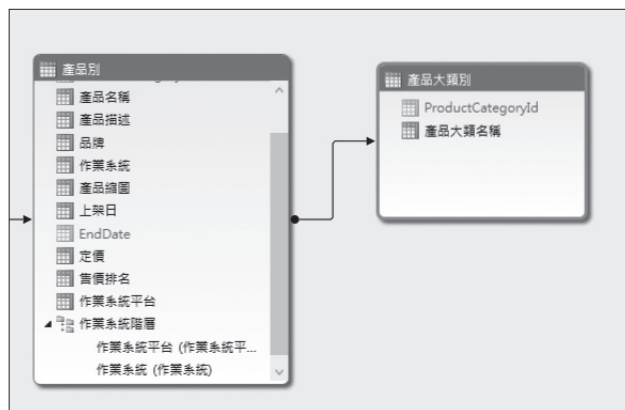 產品別
產品名稱
產品描述
品牌
作業系統
產品縮圖
上架日
EndDate
定價
售價排名
作業系統平台
作業系統階層
作業系統平台 (作業系統平...
作業系統 (作業系統)
產品大類別
ProductCategoryId
產品大類名稱